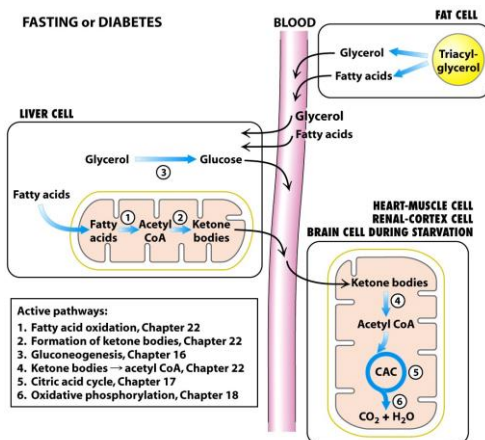 FASTING or DIABETES
BLOOD
FAT CELL
Glycerol
Fatty acids
Triacyl-
glycerol
Glycerol
Fatty acids
LIVER CELL
Glycerol
Glucose
3
Fatty acids
Fatty
acids
1
Acetyl
CoA
2
Ketone
bodies
HEART-MUSCLE CELL
RENAL-CORTEX CELL
BRAIN CELL DURING STARVATION
Ketone bodies
4
Acetyl CoA
CAC
5
6
CO₂ + H₂O
Active pathways:
1. Fatty acid oxidation, Chapter 22
2. Formation of ketone bodies, Chapter 22
3. Gluconeogenesis, Chapter 16
4. Ketone bodies → acetyl CoA, Chapter 22
5. Citric acid cycle, Chapter 17
6. Oxidative phosphorylation, Chapter 18